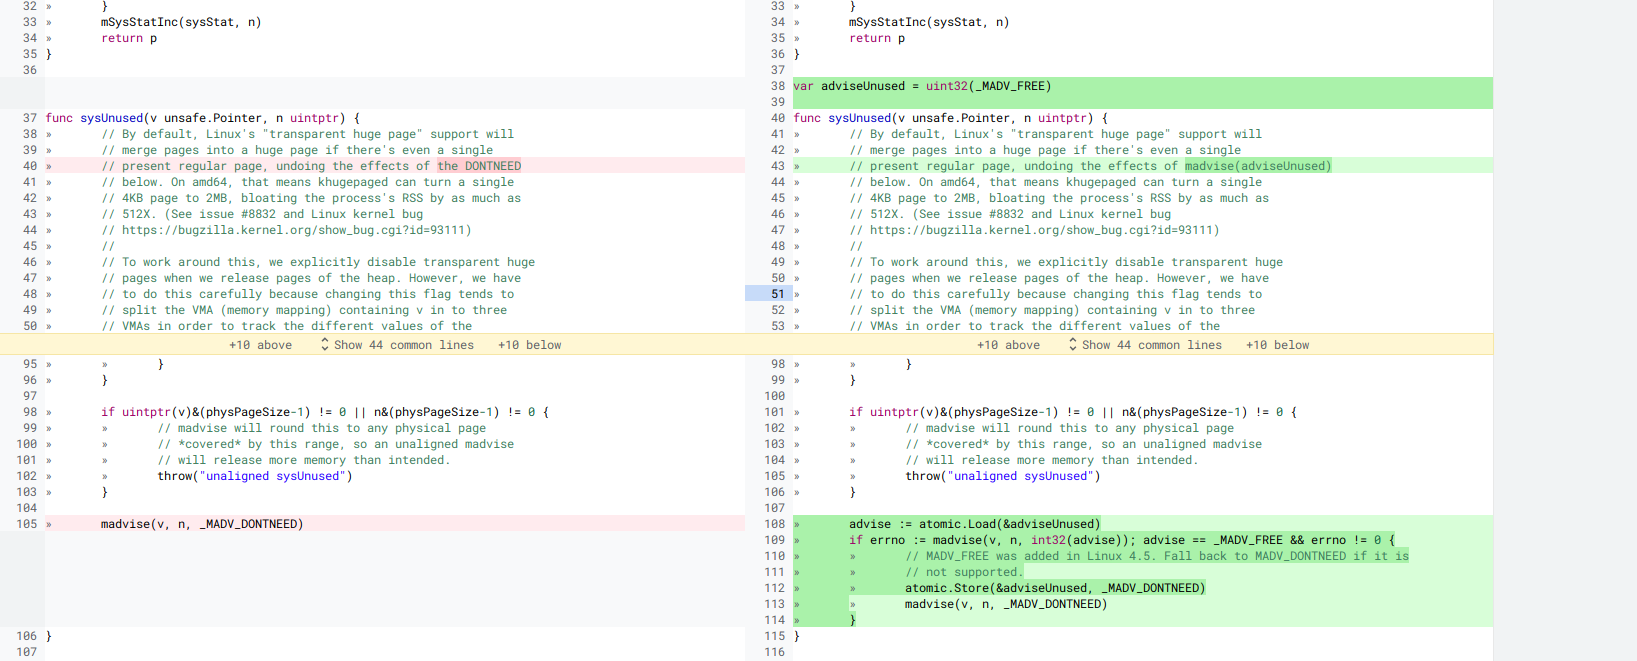 32 » }
33 » mSysStatInc(sysStat, n)
34 » return p
35 }
36
37 func sysUnused(v unsafe.Pointer, n uintptr) {
38 » // By default, Linux's "transparent huge page" support will
39 » // merge pages into a huge page if there's even a single
40 » // present regular page, undoing the effects of the DONTNEED
41 » // below. On amd64, that means khugepaged can turn a single
42 » // 4KB page to 2MB, bloating the process's RSS by as much as
43 » // 512X. (See issue #8832 and Linux kernel bug
44 » // https://bugzilla.kernel.org/show_bug.cgi?id=93111)
45 » //
46 » // To work around this, we explicitly disable transparent huge
47 » // pages when we release pages of the heap. However, we have
48 » // to do this carefully because changing this flag tends to
49 » // split the VMA (memory mapping) containing v in to three
50 » // VMAs in order to track the different values of the
+10 above Show 44 common lines +10 below
95 » » }
96 » }
97
98 » if uintptr(v)&(physPageSize-1) != 0 || n&(physPageSize-1) != 0 {
99 » » // madvise will round this to any physical page
100 » » // *covered* by this range, so an unaligned madvise
101 » » // will release more memory than intended.
102 » » throw("unaligned sysUnused")
103 » }
104
105 » madvise(v, n, _MADV_DONTNEED)
106 }
107
33 » }
34 » mSysStatInc(sysStat, n)
35 » return p
36 }
37
38 var adviseUnused = uint32(_MADV_FREE)
39
40 func sysUnused(v unsafe.Pointer, n uintptr) {
41 » // By default, Linux's "transparent huge page" support will
42 » // merge pages into a huge page if there's even a single
43 » // present regular page, undoing the effects of madvise(adviseUnused)
44 » // below. On amd64, that means khugepaged can turn a single
45 » // 4KB page to 2MB, bloating the process's RSS by as much as
46 » // 512X. (See issue #8832 and Linux kernel bug
47 » // https://bugzilla.kernel.org/show_bug.cgi?id=93111)
48 » //
49 » // To work around this, we explicitly disable transparent huge
50 » // pages when we release pages of the heap. However, we have
51 » // to do this carefully because changing this flag tends to
52 » // split the VMA (memory mapping) containing v in to three
53 » // VMAs in order to track the different values of the
+10 above Show 44 common lines +10 below
98 » » }
99 » }
100
101 » if uintptr(v)&(physPageSize-1) != 0 || n&(physPageSize-1) != 0 {
102 » » // madvise will round this to any physical page
103 » » // *covered* by this range, so an unaligned madvise
104 » » // will release more memory than intended.
105 » » throw("unaligned sysUnused")
106 » }
107
108 » advise := atomic.Load(&adviseUnused)
109 » if errno := madvise(v, n, int32(advise)); advise == _MADV_FREE && errno != 0 {
110 » » // MADV_FREE was added in Linux 4.5. Fall back to MADV_DONTNEED if it is
111 » » // not supported.
112 » » atomic.Store(&adviseUnused, _MADV_DONTNEED)
113 » » madvise(v, n, _MADV_DONTNEED)
114 » }
115 }
116